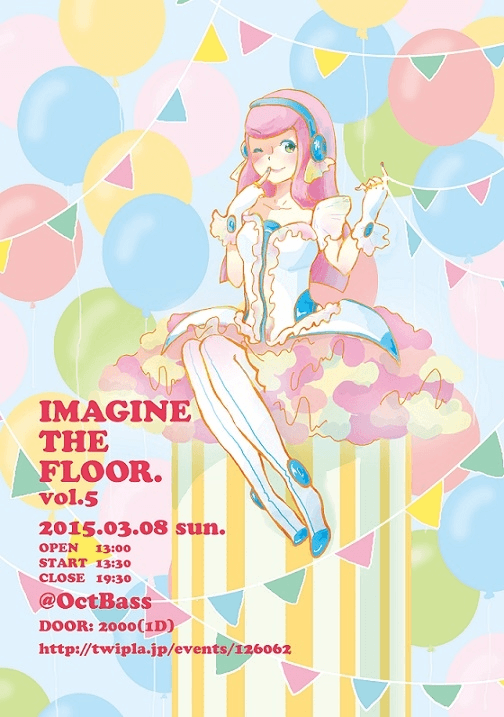 IMAGINE
THE
FLOOR.
vol.5
2015.03.08 sun.
OPEN 13:00
START 13:30
CLOSE 19:30
@OctBass
DOOR: 2000(1D)
http://twipla.jp/events/126062